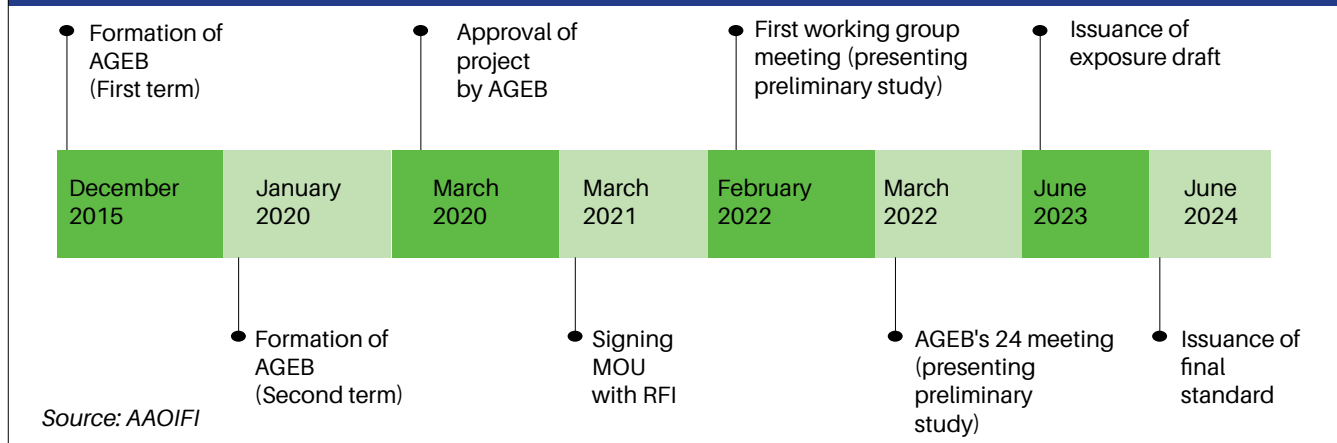 Formation of
AGEB
(First term)
Approval of
project
by AGEB
First working group
meeting (presenting
preliminary study)
Issuance of
exposure draft
December
2015
January
2020
March
2020
March
2021
February
2022
March
2022
June
2023
June
2024
Formation of
AGEB
(Second term)
Signing
MOU
with RFI
AGEB's 24 meeting
(presenting
preliminary
study)
Issuance of
final
standard
Source: AAOIFI